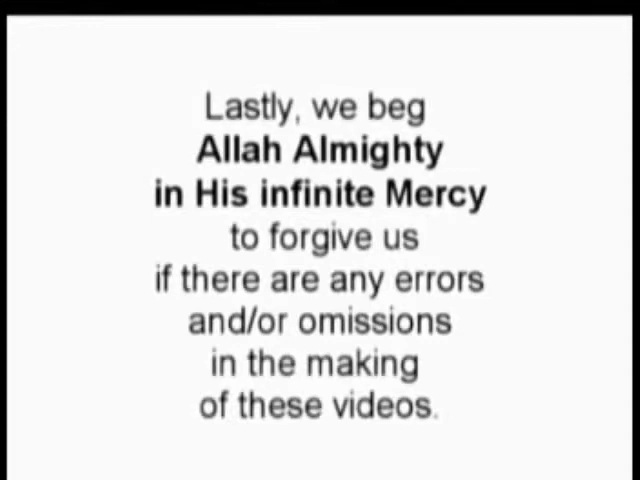 Lastly, we beg
Allah Almighty
in His infinite Mercy
to forgive us
if there are any errors
and/or omissions
in the making
of these videos.